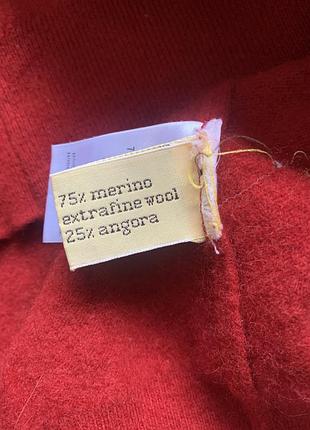 75% merino
extrafine wool
25% angora